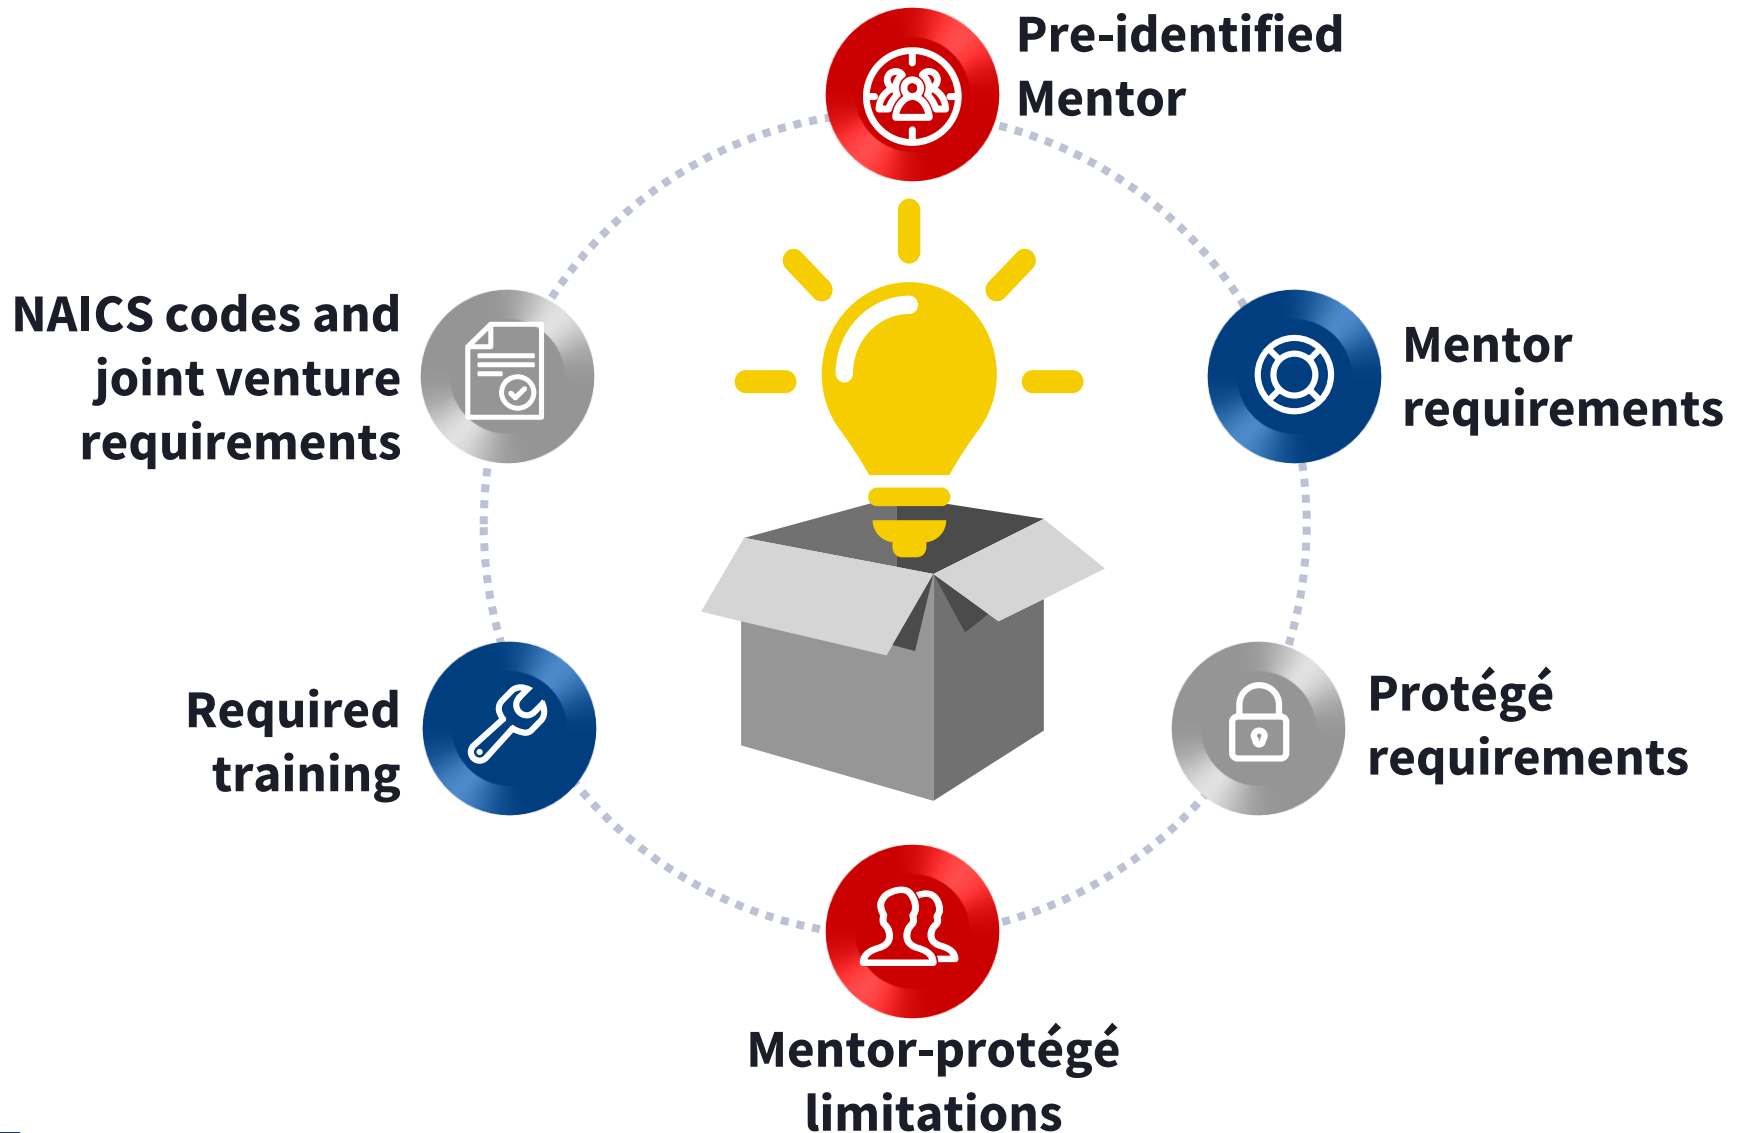 Pre-identified
Mentor
Mentor
requirements
Protégé
requirements
Mentor-protégé
limitations
Required
training
NAICS codes and
joint venture
requirements